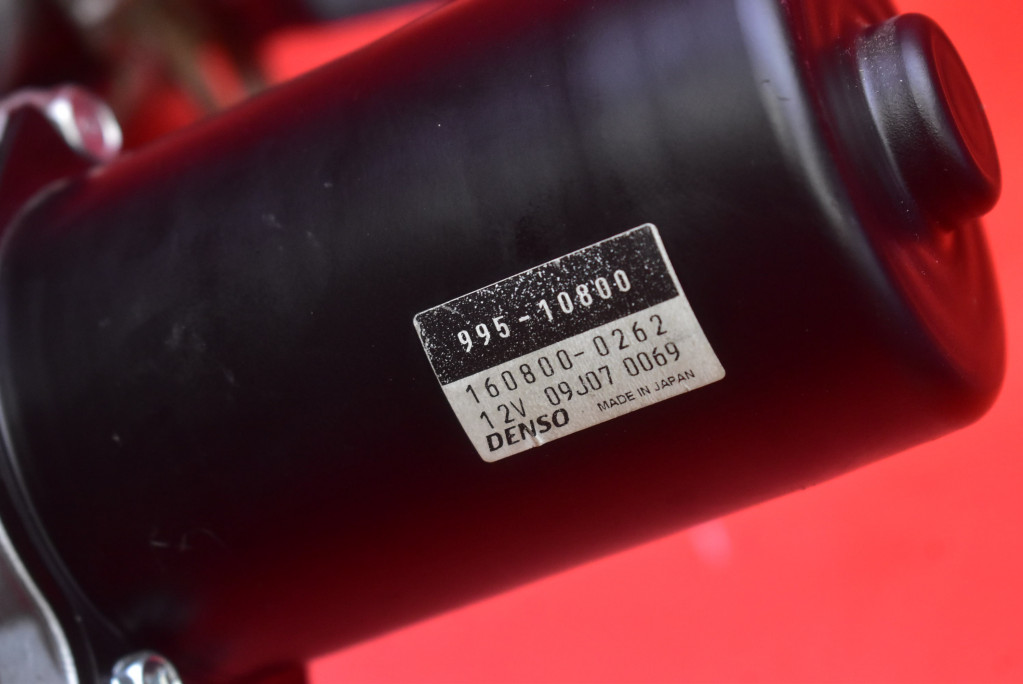 995-10800
160800-0262
12V 09J07 0069
DENSO MADE IN JAPAN